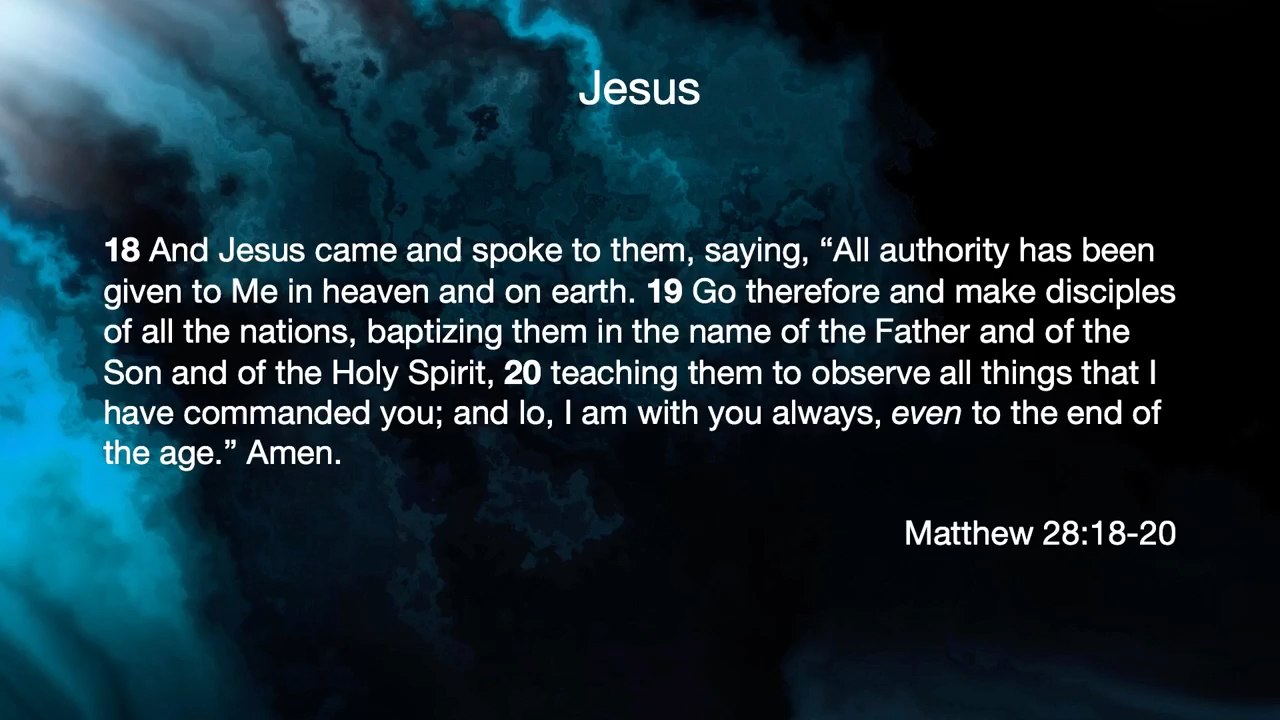 Jesus
18 And Jesus came and spoke to them, saying, “All authority has been
given to Me in heaven and on earth. 19 Go therefore and make disciples
of all the nations, baptizing them in the name of the Father and of the
Son and of the Holy Spirit, 20 teaching them to observe all things that I
have commanded you; and lo, I am with you always, even to the end of
the age.” Amen.
Matthew 28:18-20